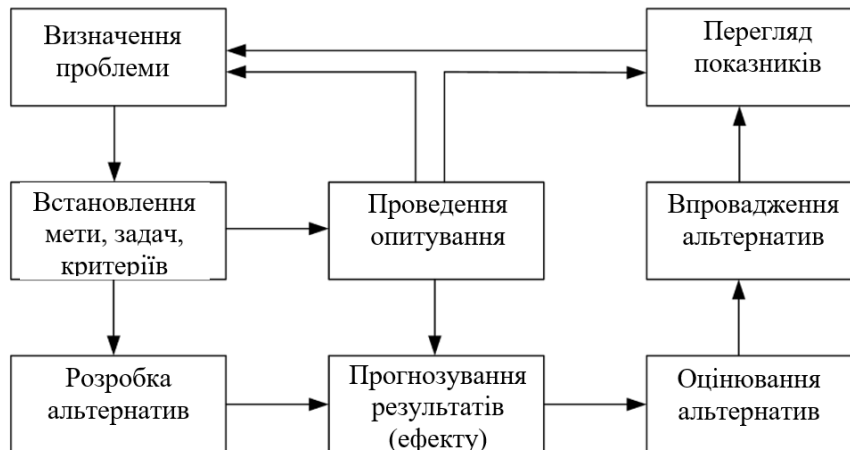 Визначення
проблеми
Перегляд
показників
Встановлення
мети, задач,
критеріїв
Проведення
опитування
Впровадження
альтернатив
Розробка
альтернатив
Прогнозування
результатів
(ефекту)
Оцінювання
альтернатив